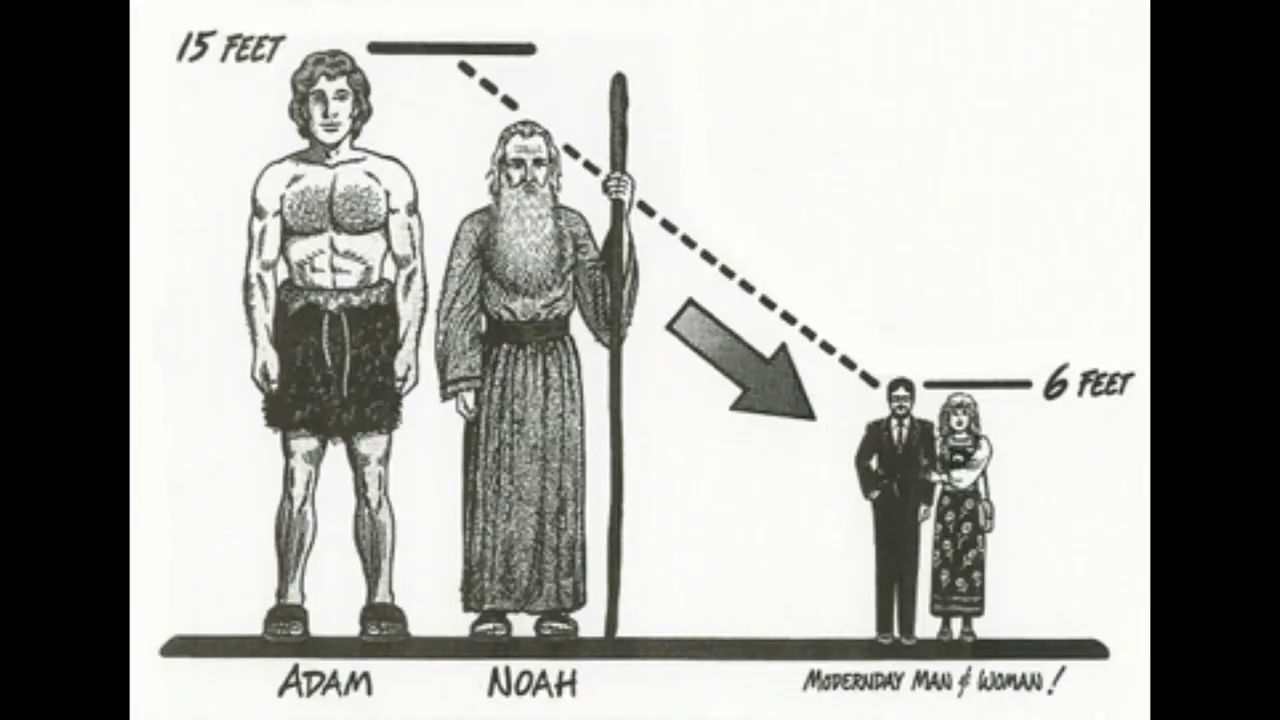 15 FEET
6 FEET
ADAM
NOAH
MODERNDAY MAN & WOMAN!